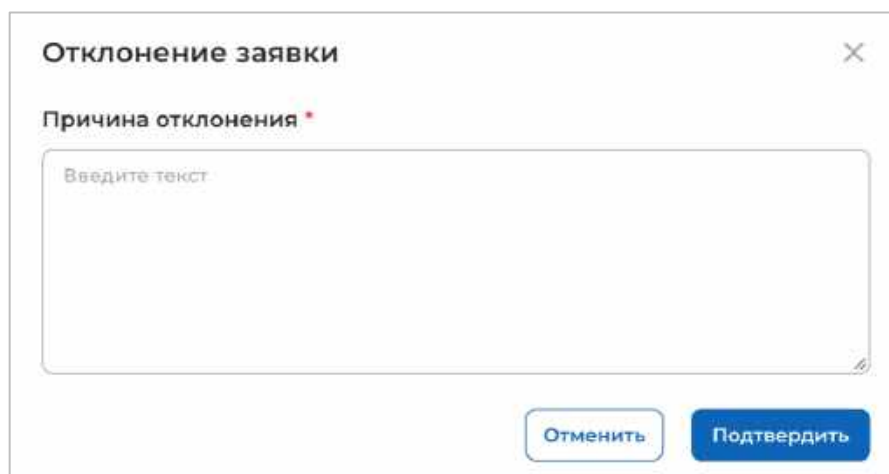 Отклонение заявки
Причина отклонения *
Введите текст
Отменить
Подтвердить